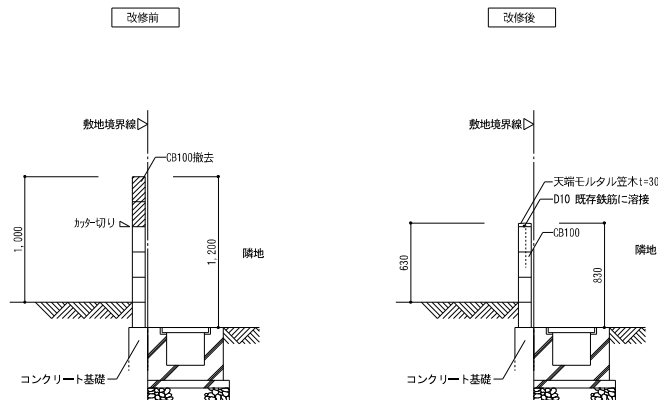 改修前
敷地境界線
CB100撤去
カッター切り
1,000
1,200
隣地
コンクリート基礎
改修後
敷地境界線
天端モルタル笠木t=30
D10 既存鉄筋に溶接
CB100
630
830
隣地
コンクリート基礎